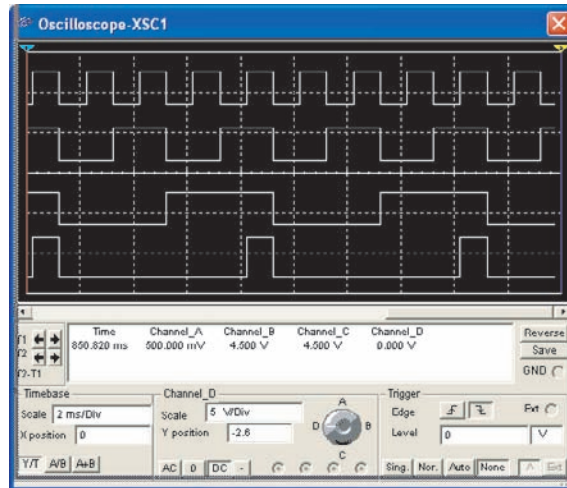 Oscilloscope-XSC1
T1
T2
T2-T1
Time Channel_A Channel_B Channel_C Channel_D
850.820 ms 500.000 mV 4.500 V 4.500 V 0.000 V
Reverse
Save
GND
Timebase
Scale 2 ms/Div
X position 0
Y/T A/B A+B
Channel_D
Scale 5 V/Div
Y position -2.6
AC 0 DC -
A
B
C
D
Trigger
Edge Ext
Level 0 V
Sing. Nor. Auto None A Ext